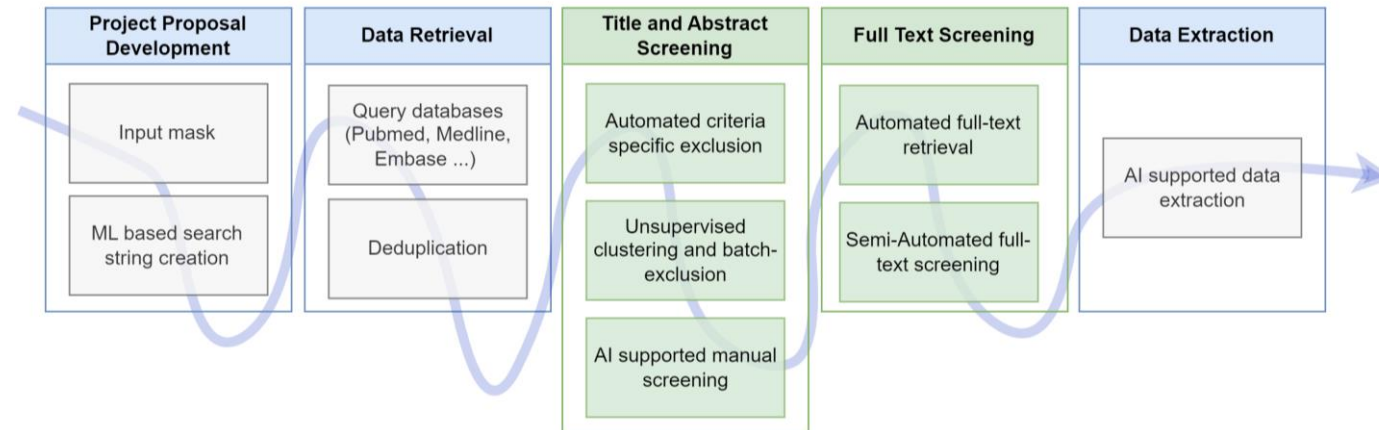 Project Proposal
Development
Input mask
ML based search
string creation
Data Retrieval
Query databases
(Pubmed, Medline,
Embase ...)
Deduplication
Title and Abstract
Screening
Automated criteria
specific exclusion
Unsupervised
clustering and batch-
exclusion
AI supported manual
screening
Full Text Screening
Automated full-text
retrieval
Semi-Automated full-
text screening
Data Extraction
AI supported data
extraction